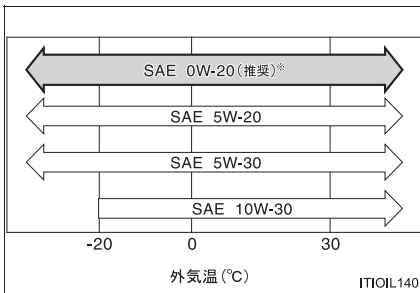 SAE 0W-20(推奨)※
SAE 5W-20
SAE 5W-30
SAE 10W-30
-20 0 30
外気温(℃)
ITIOIL140